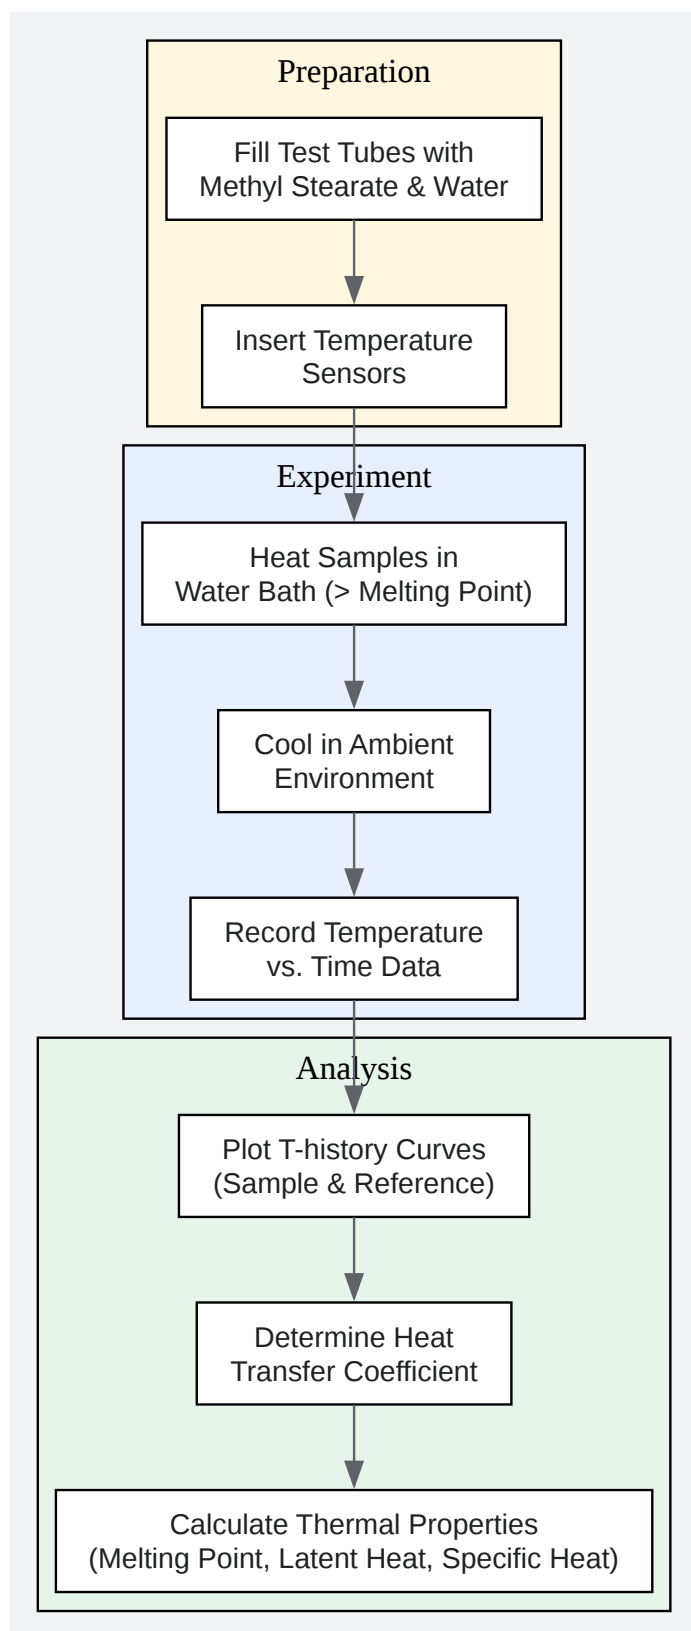 Preparation
Fill Test Tubes with
Methyl Stearate & Water
Insert Temperature
Sensors
Experiment
Heat Samples in
Water Bath (> Melting Point)
Cool in Ambient
Environment
Record Temperature
vs. Time Data
Analysis
Plot T-history Curves
(Sample & Reference)
Determine Heat
Transfer Coefficient
Calculate Thermal Properties
(Melting Point, Latent Heat, Specific Heat)